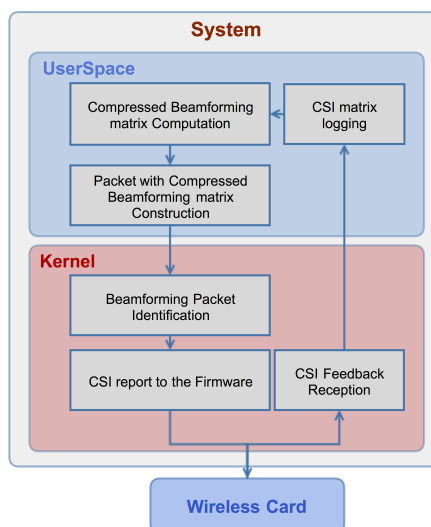 System
UserSpace
Compressed Beamforming
matrix Computation
CSI matrix
logging
Packet with Compressed
Beamforming matrix
Construction
Kernel
Beamforming Packet
Identification
CSI report to the Firmware
CSI Feedback
Reception
Wireless Card